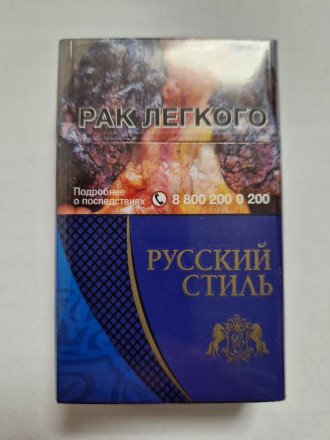 РАК ЛЕГКОГО
Подробнее
о последствиях
8 800 200 0 200
РУССКИЙ
СТИЛЬ